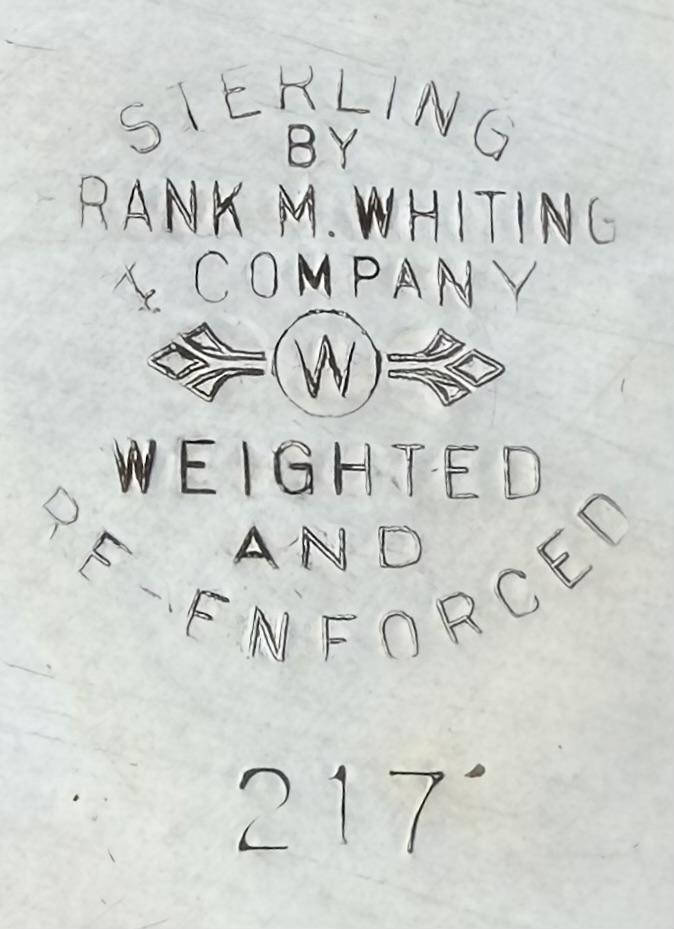 STERLING
BY
RANK M. WHITING
& COMPANY
W
WEIGHTED
AND
RE-ENFORCED
217